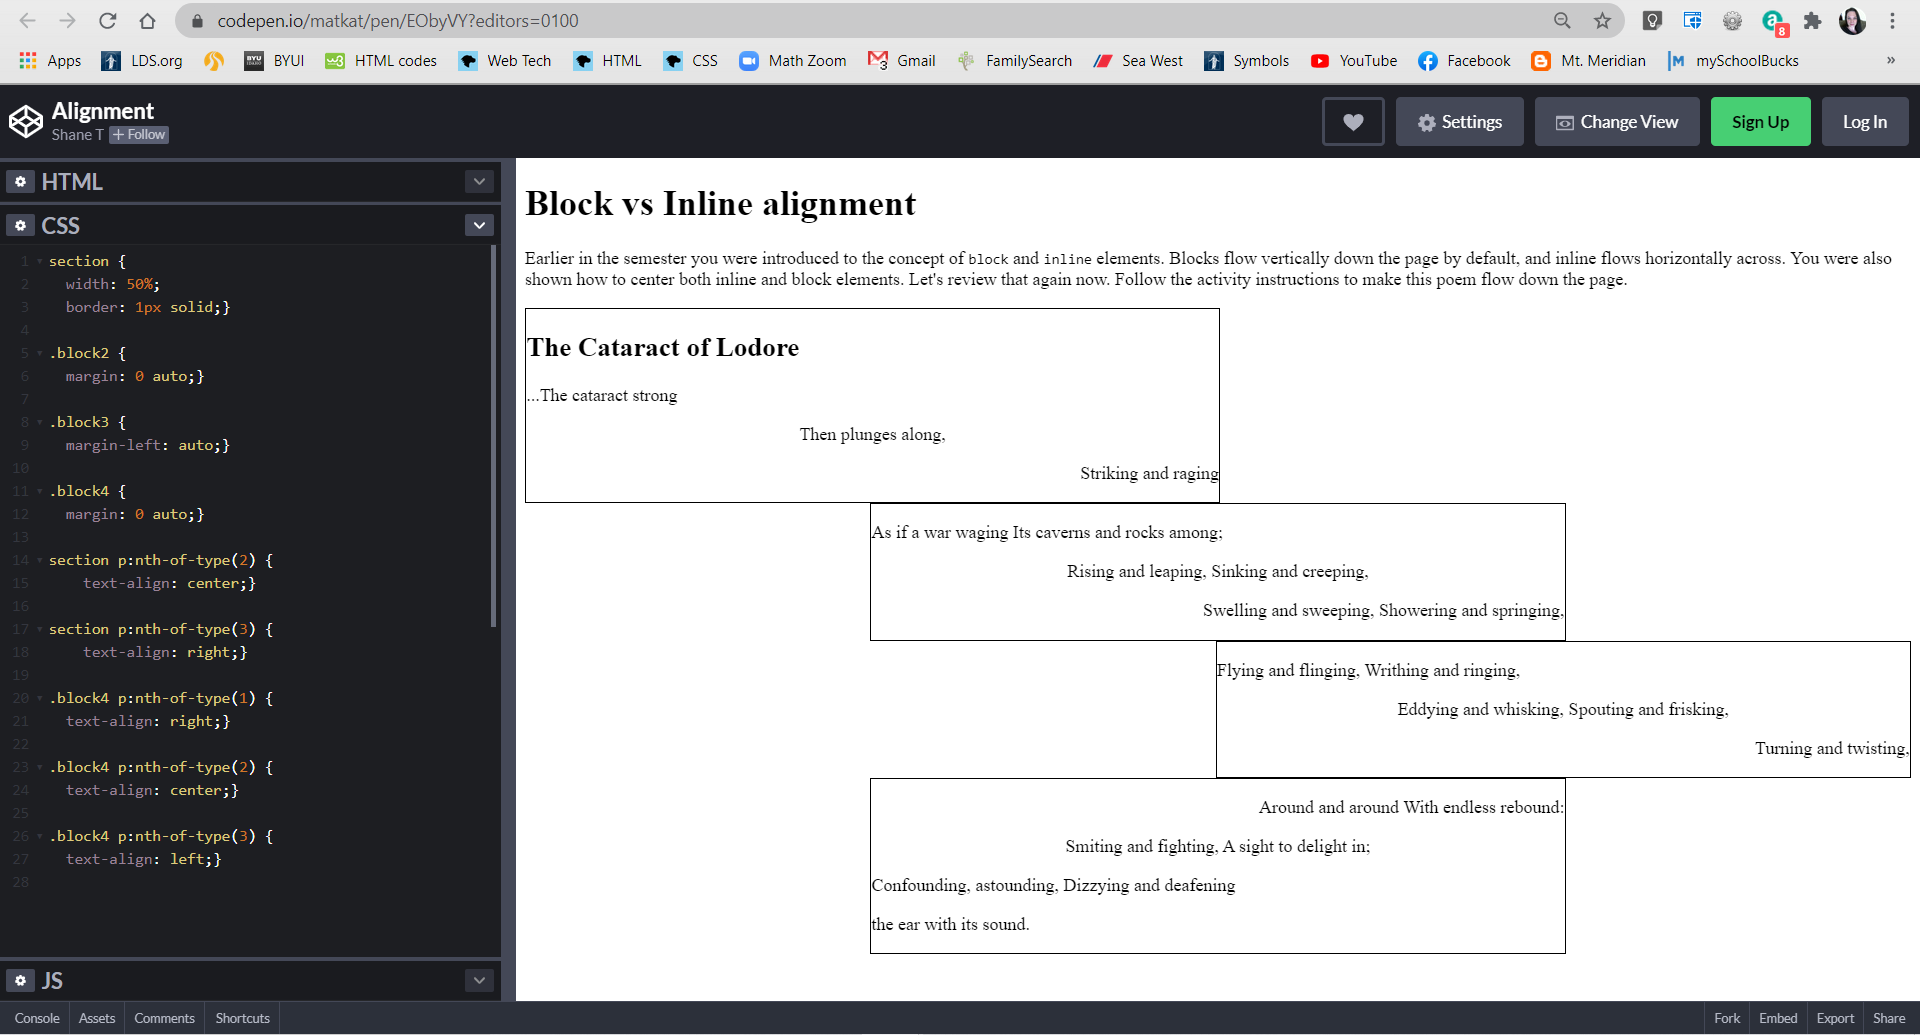 codepen.io/matkat/pen/EObyVY?editors=0100
8
Apps LDS.org BYUI HTML codes Web Tech HTML CSS Math Zoom Gmail FamilySearch Sea West Symbols YouTube Facebook Mt. Meridian mySchoolBucks »
Alignment
Shane T + Follow
Settings Change View Sign Up Log In
HTML
CSS
1 section {
2 width: 50%;
3 border: 1px solid;}
4
5 .block2 {
6 margin: 0 auto;}
7
8 .block3 {
9 margin-left: auto;}
10
11 .block4 {
12 margin: 0 auto;}
13
14 section p:nth-of-type(2) {
15 text-align: center;}
16
17 section p:nth-of-type(3) {
18 text-align: right;}
19
20 .block4 p:nth-of-type(1) {
21 text-align: right;}
22
23 .block4 p:nth-of-type(2) {
24 text-align: center;}
25
26 .block4 p:nth-of-type(3) {
27 text-align: left;}
28
JS
Block vs Inline alignment
Earlier in the semester you were introduced to the concept of block and inline elements. Blocks flow vertically down the page by default, and inline flows horizontally across. You were also
shown how to center both inline and block elements. Let's review that again now. Follow the activity instructions to make this poem flow down the page.
The Cataract of Lodore
...The cataract strong
Then plunges along,
Striking and raging
As if a war waging Its caverns and rocks among;
Rising and leaping, Sinking and creeping,
Swelling and sweeping, Showering and springing,
Flying and flinging, Writhing and ringing,
Eddying and whisking, Spouting and frisking,
Turning and twisting,
Around and around With endless rebound:
Smiting and fighting, A sight to delight in;
Confounding, astounding, Dizzying and deafening
the ear with its sound.
Console Assets Comments Shortcuts Fork Embed Export Share